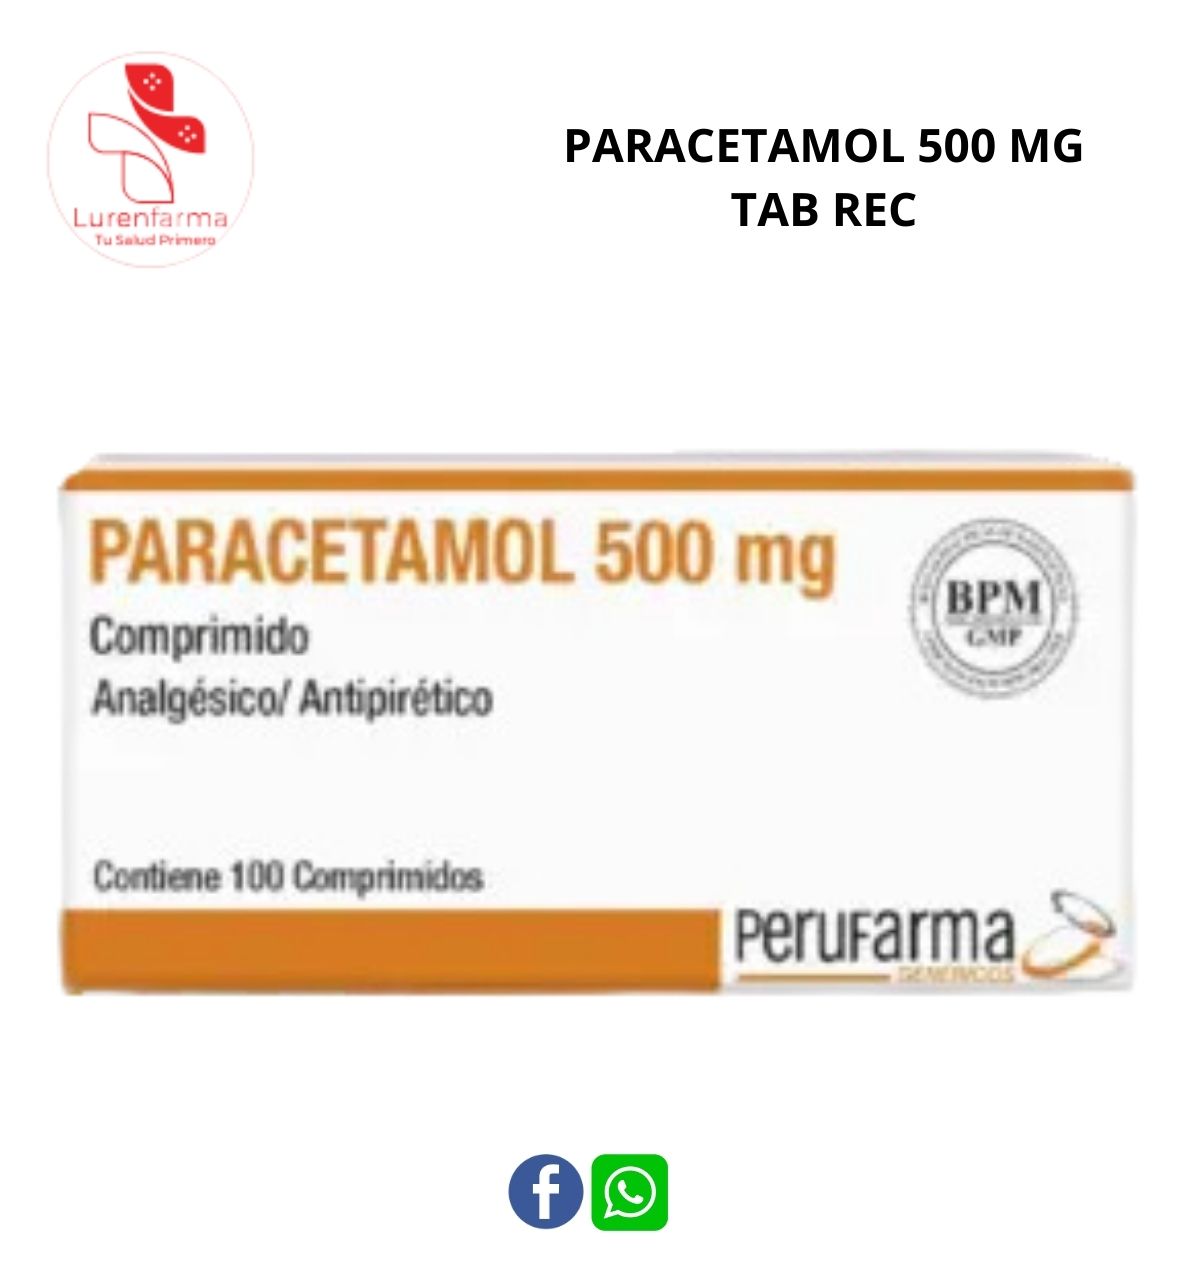 Lurenfarma
Tu Salud Primero
PARACETAMOL 500 MG
TAB REC
PARACETAMOL 500 mg
Comprimido
Analgésico/ Antipirético
BPM
GMP
Contiene 100 Comprimidos
PeruFarma
GENERICOS